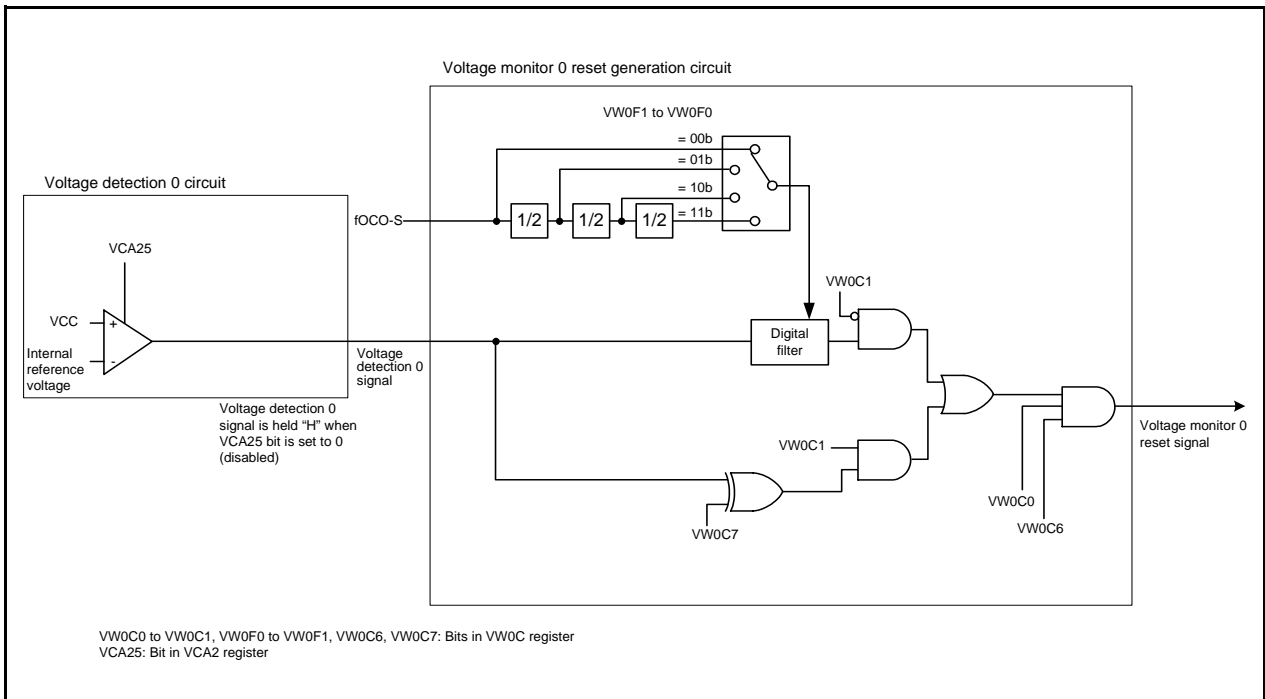 Voltage monitor 0 reset generation circuit
VW0F1 to VW0F0
= 00b
= 01b
= 10b
= 11b
Voltage detection 0 circuit
fOCO-S
1/2
1/2
1/2
VCA25
VCC
+
-
Internal
reference
voltage
Voltage
detection 0
signal
Digital
filter
VW0C1
Voltage detection 0
signal is held “H” when
VCA25 bit is set to 0
(disabled)
VW0C1
VW0C7
VW0C0
VW0C6
Voltage monitor 0
reset signal
VW0C0 to VW0C1, VW0F0 to VW0F1, VW0C6, VW0C7: Bits in VW0C register
VCA25: Bit in VCA2 register